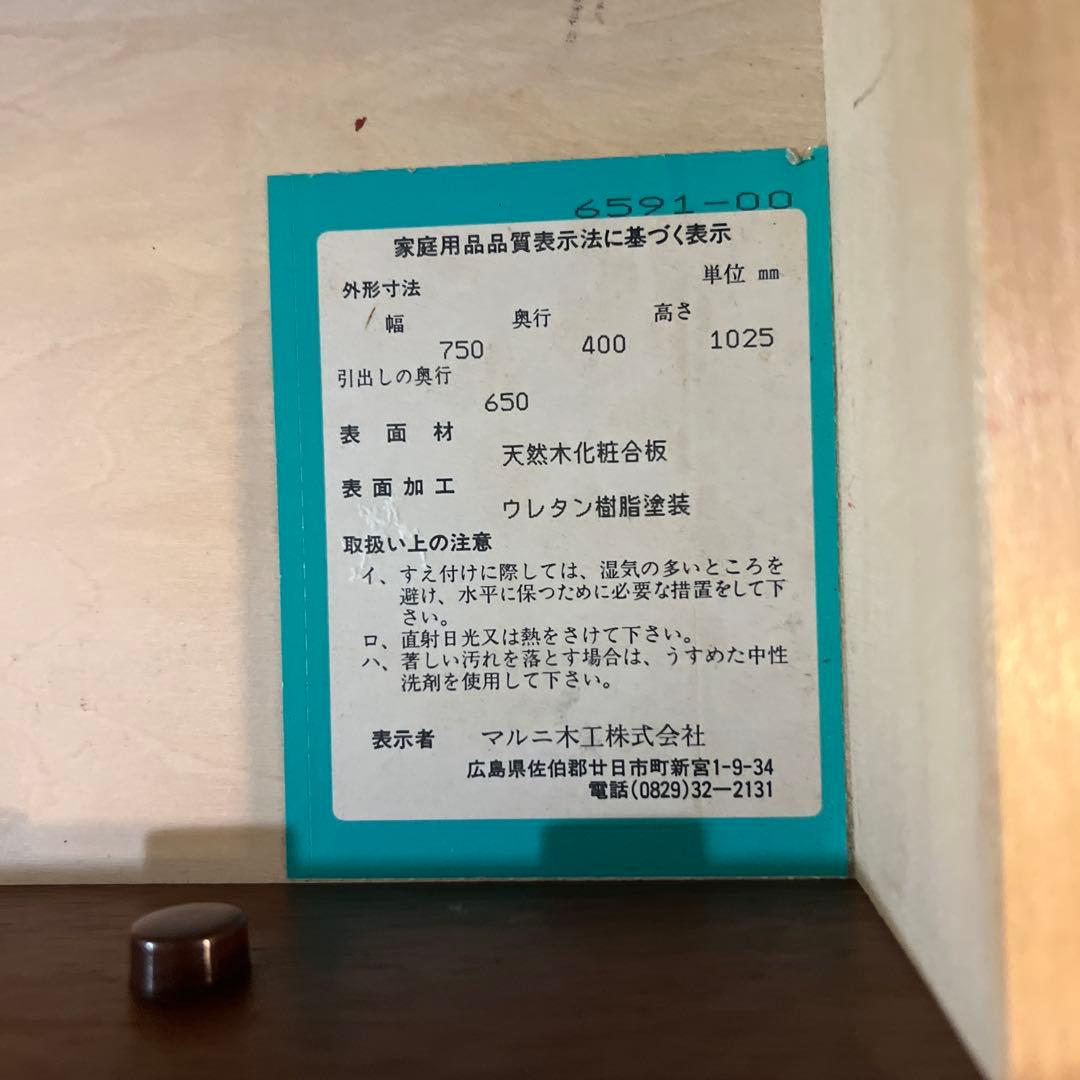 6591-00
家庭用品品質表示法に基づく表示
単位 mm
外形寸法
幅 奥行 高さ
750 400 1025
引出しの奥行
650
表面材
天然木化粧合板
表面加工
ウレタン樹脂塗装
取扱い上の注意
イ、すえ付けに際しては、湿気の多いところを
避け、水平に保つために必要な措置をして下
さい。
ロ、直射日光又は熱をさけて下さい。
ハ、著しい汚れを落とす場合は、うすめた中性
洗剤を使用して下さい。
表示者 マルニ木工株式会社
広島県佐伯郡廿日市町新宮1-9-34
電話(0829)32—2131